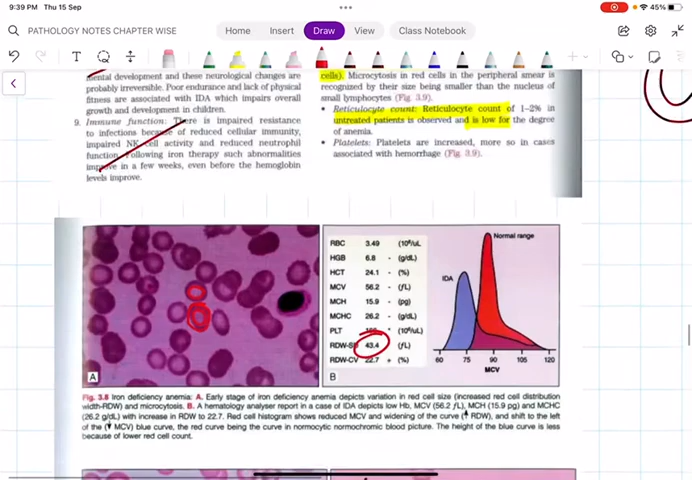 9:39 PM Thu 15 Sep
45%
PATHOLOGY NOTES CHAPTER WISE
Home Insert Draw View Class Notebook
T
mental development and these neurological changes are
probably irreversible. Poor endurance and lack of physical
fitness are associated with IDA which impairs overall
growth and development in children.
9. Immune function: There is impaired resistance
to infections because of reduced cellular immunity,
impaired NK cell activity and reduced neutrophil
function. Following iron therapy such abnormalities
improve in a few weeks, even before the hemoglobin
levels improve.
cells). Microcytosis in red cells in the peripheral smear is
recognized by their size being smaller than the nucleus of
small lymphocytes (Fig. 3.9).
• Reticulocyte count: Reticulocyte count of 1–2% in
untreated patients is observed and is low for the degree
of anemia.
• Platelets: Platelets are increased, more so in cases
associated with hemorrhage (Fig. 3.9).
A
RBC 3.49 (10⁶/uL
HGB 6.8 - (g/dL)
HCT 24.1 - (%)
MCV 56.2 - (fL)
MCH 15.9 - (pg)
MCHC 26.2 - (g/dL)
PLT (10³/uL)
43.4 (fL)
RDW-CV 22.7 + (%)
B
Normal range
IDA
60 75 90 105 120
MCV
Fig. 3.8 Iron deficiency anemia: A. Early stage of iron deficiency anemia depicts variation in red cell size (increased red cell distribution
width-RDW) and microcytosis. B. A hematology analyser report in a case of IDA depicts low Hb, MCV (56.2 fL), MCH (15.9 pg) and MCHC
(26.2 g/dL) with increase in RDW to 22.7. Red cell histogram shows reduced MCV and widening of the curve (↑ RDW), and shift to the left
of the (↓ MCV) blue curve, the red curve being the curve in normocytic normochromic blood picture. The height of the blue curve is less
because of lower red cell count.